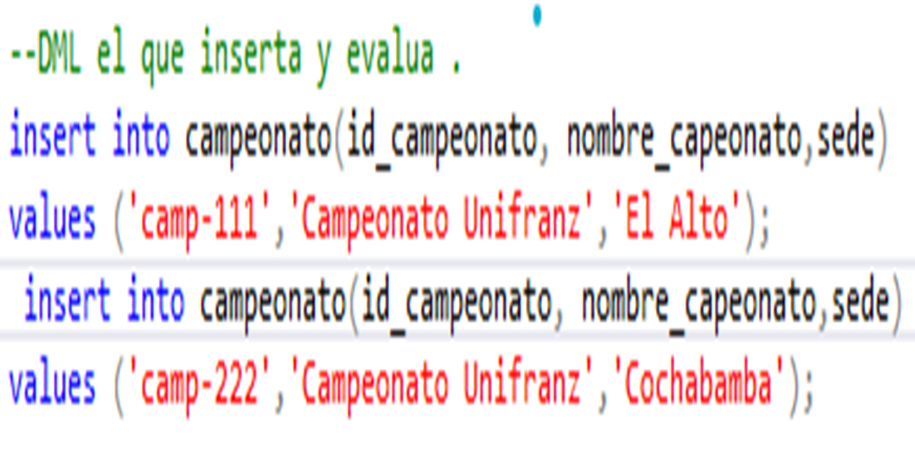 --DML el que inserta y evalua .
insert into campeonato(id_campeonato, nombre_capeonato,sede)
values ('camp-111','Campeonato Unifranz','El Alto');
insert into campeonato(id_campeonato, nombre_capeonato,sede)
values ('camp-222','Campeonato Unifranz','Cochabamba');